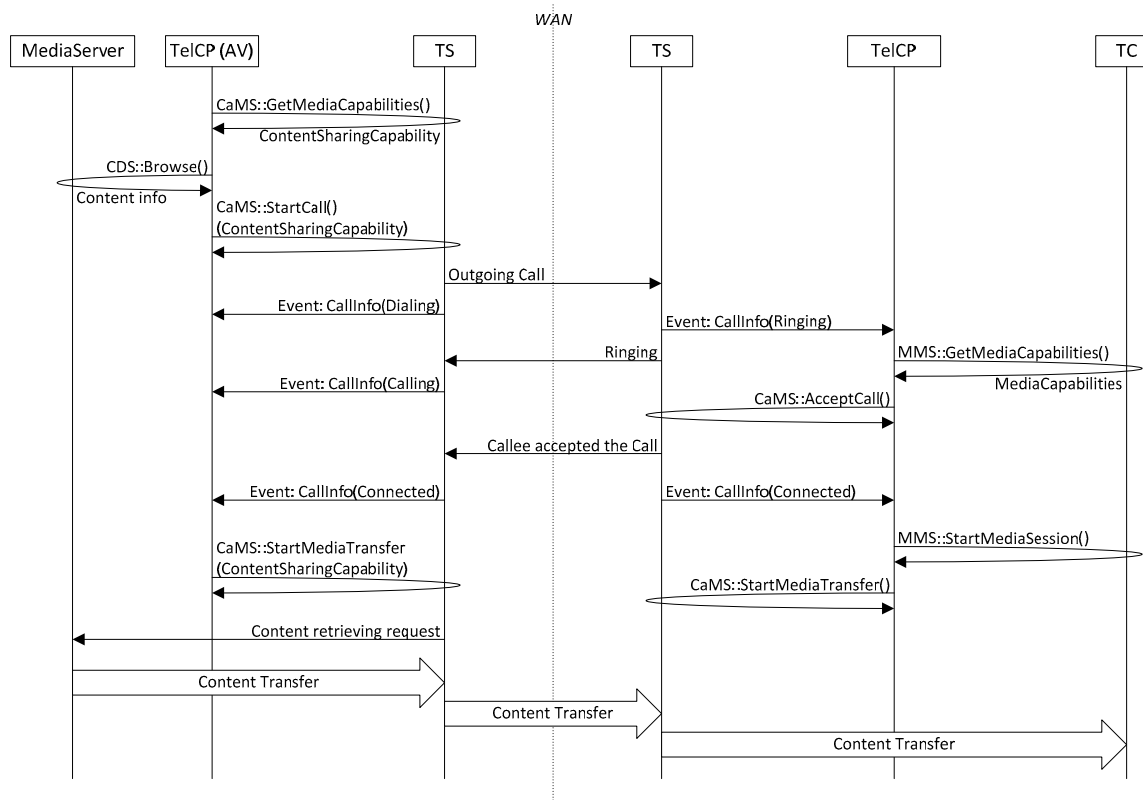 WAN
MediaServer
TelCP (AV)
TS
TS
TelCP
TC
CaMS::GetMediaCapabilities()
ContentSharingCapability
CDS::Browse()
Content info
CaMS::StartCall()
(ContentSharingCapability)
Outgoing Call
Event: CallInfo(Dialing)
Event: CallInfo(Ringing)
Ringing
MMS::GetMediaCapabilities()
Event: CallInfo(Calling)
MediaCapabilities
CaMS::AcceptCall()
Callee accepted the Call
Event: CallInfo(Connected)
Event: CallInfo(Connected)
MMS::StartMediaSession()
CaMS::StartMediaTransfer
(ContentSharingCapability)
CaMS::StartMediaTransfer()
Content retrieving request
Content Transfer
Content Transfer
Content Transfer